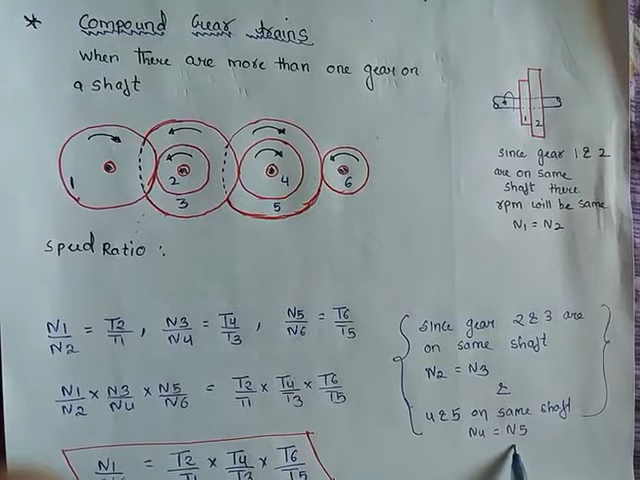 * Compound Gear trains
When there are more than one gear on
a shaft
1 2
since gear 1 & 2
are on same
shaft there
rpm will be same
N1 = N2
1 2 3 4 5 6
Speed Ratio :
N1/N2 = T2/T1 , N3/N4 = T4/T3 , N5/N6 = T6/T5
N1/N2 × N3/N4 × N5/N6 = T2/T1 × T4/T3 × T6/T5
since gear 2 & 3 are
on same shaft
N2 = N3
&
4 & 5 on same shaft
N4 = N5
N1/ = T2/T1 × T4/T3 × T6/T5